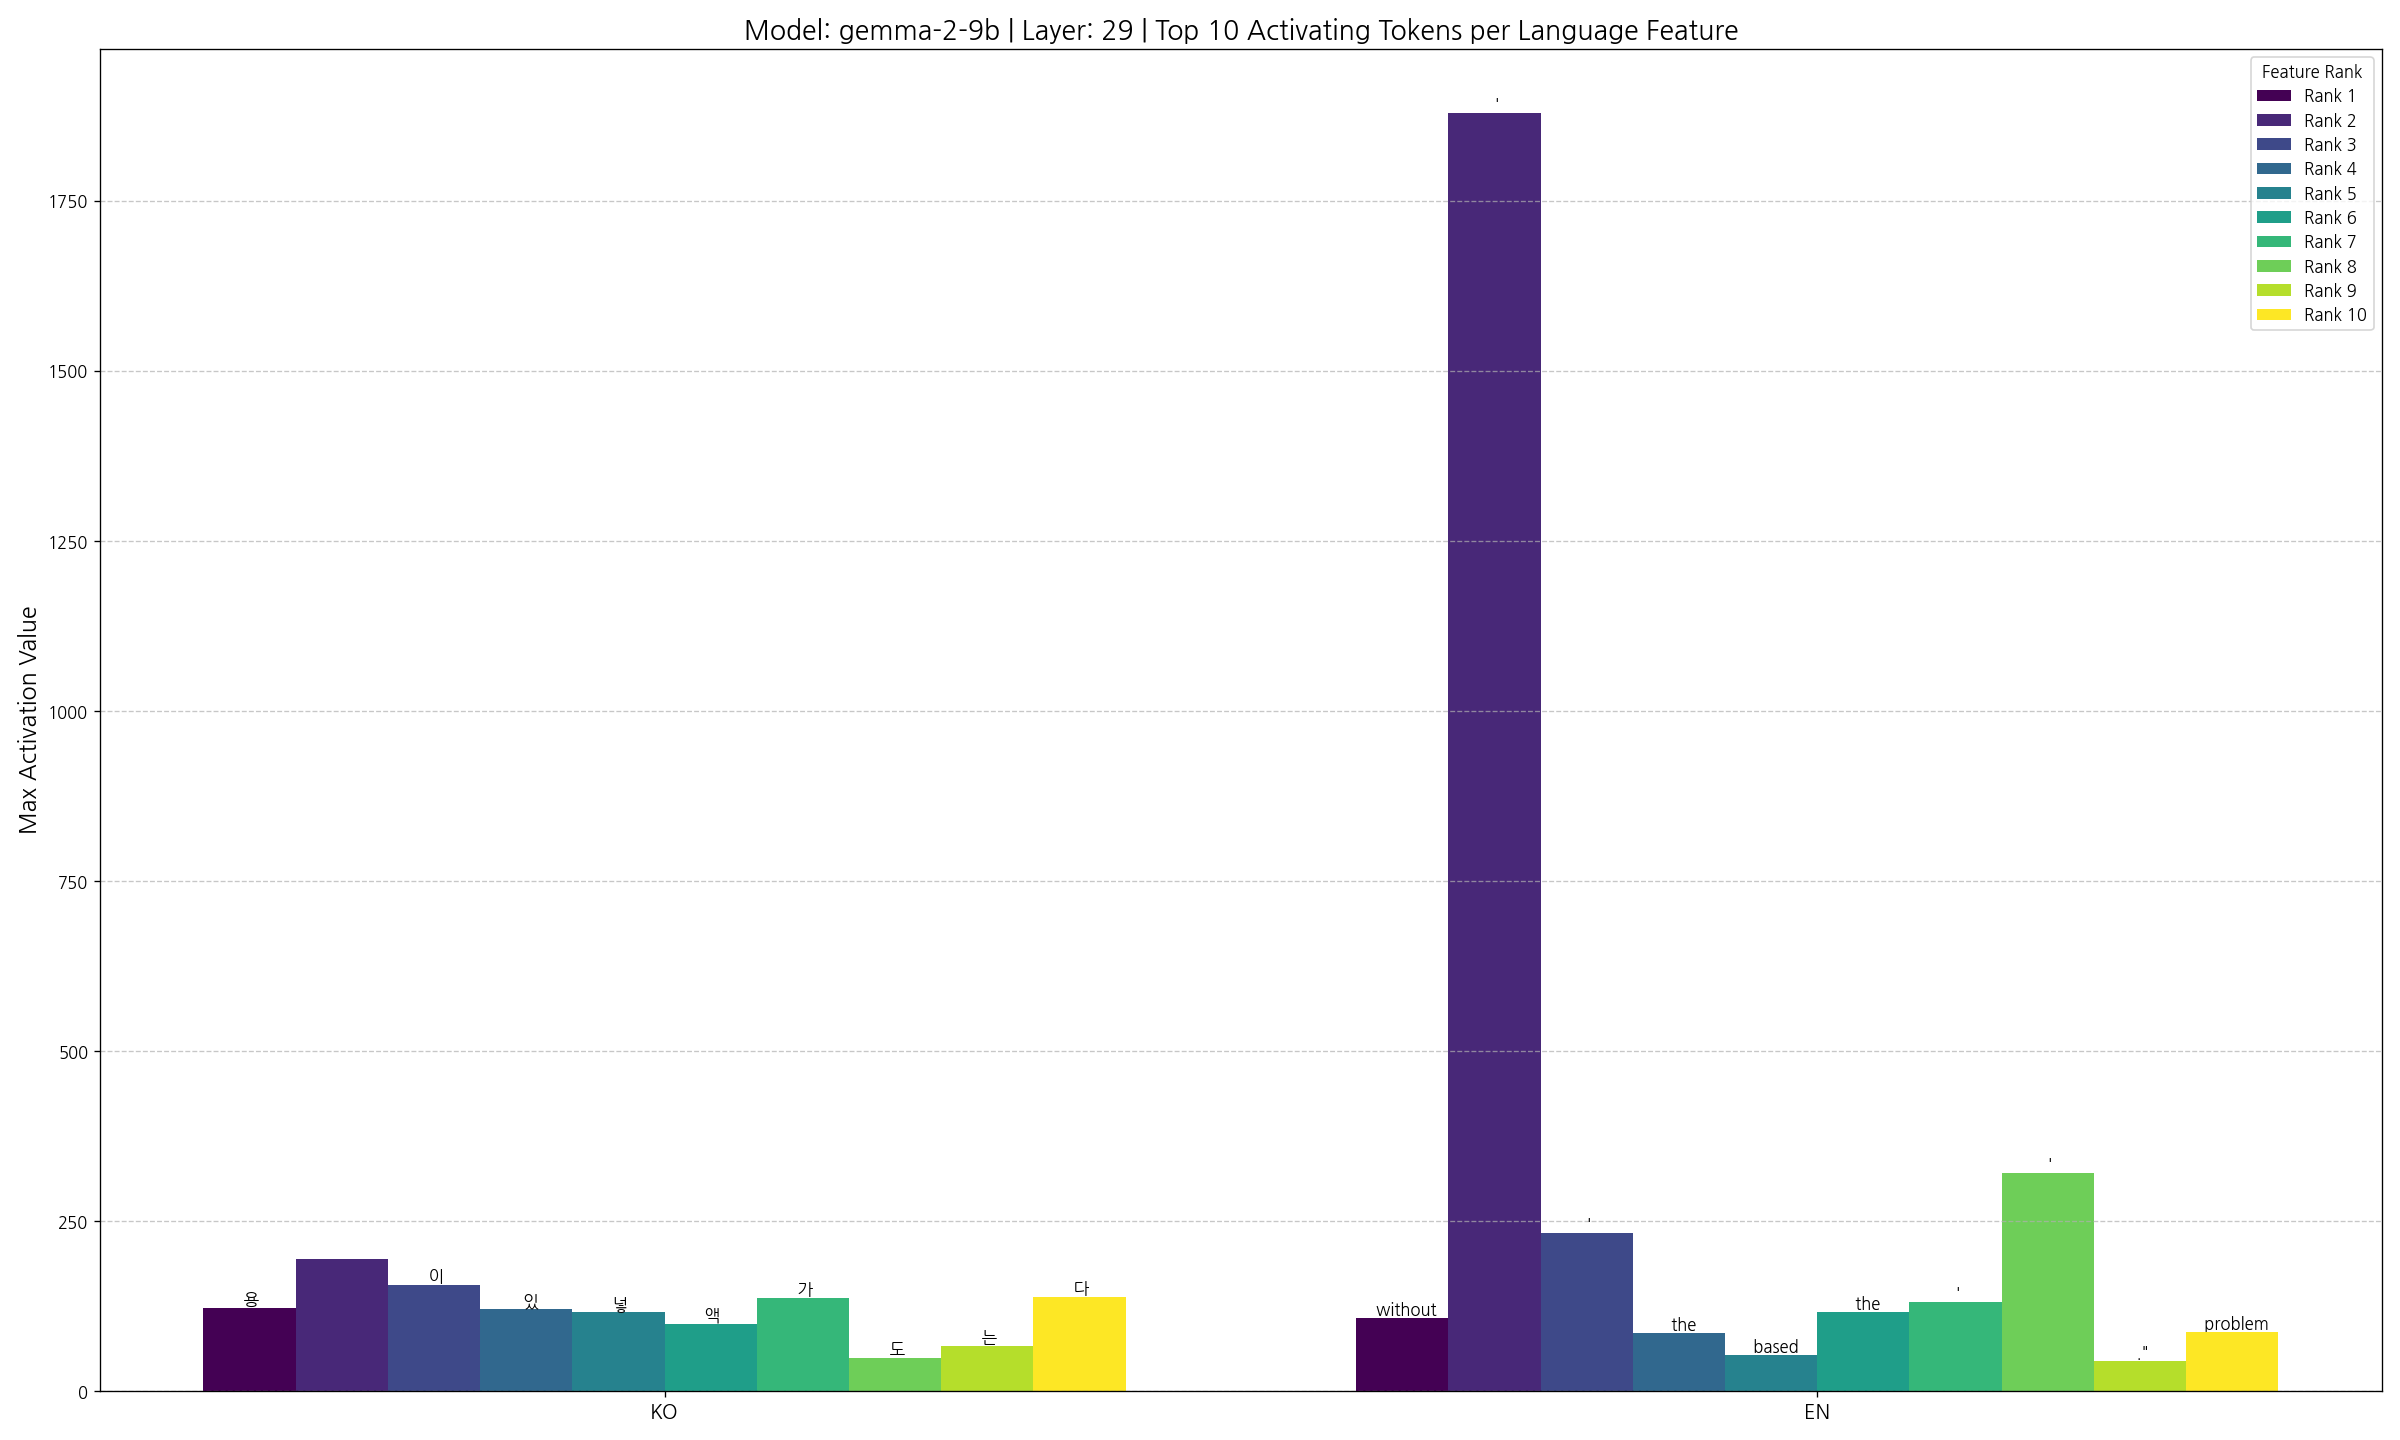 Model: gemma-2-9b | Layer: 29 | Top 10 Activating Tokens per Language Feature
Max Activation Value
1750
1500
1250
1000
750
500
250
0
Feature Rank
Rank 1
Rank 2
Rank 3
Rank 4
Rank 5
Rank 6
Rank 7
Rank 8
Rank 9
Rank 10
용
이
있
넣
액
가
도
는
다
without
'
'
the
based
the
'
'
."
problem
KO
EN